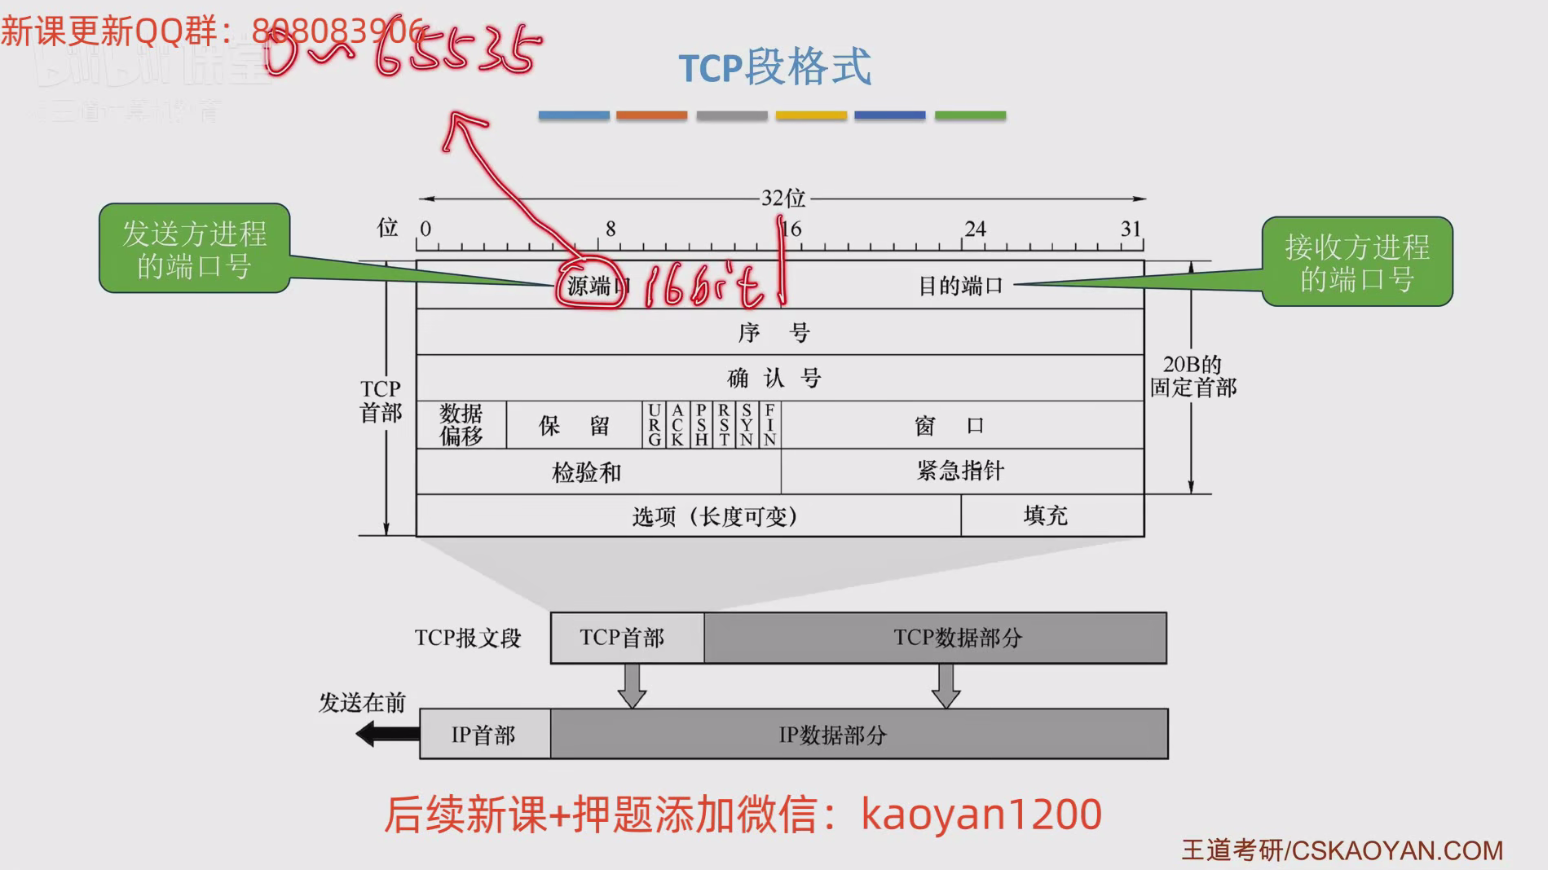 新课更新QQ群：808083906
0~65535
TCP段格式
32位
位 0 8 16 24 31
发送方进程
的端口号
接收方进程
的端口号
源端口 16bit 目的端口
序 号
确 认 号
TCP
首部
20B的
固定首部
数据
偏移
保 留
URG ACK PSH RST SYN FIN
窗 口
检验和 紧急指针
选项（长度可变） 填充
TCP报文段 TCP首部 TCP数据部分
发送在前
IP首部 IP数据部分
后续新课+押题添加微信：kaoyan1200
王道考研/CSKAOYAN.COM